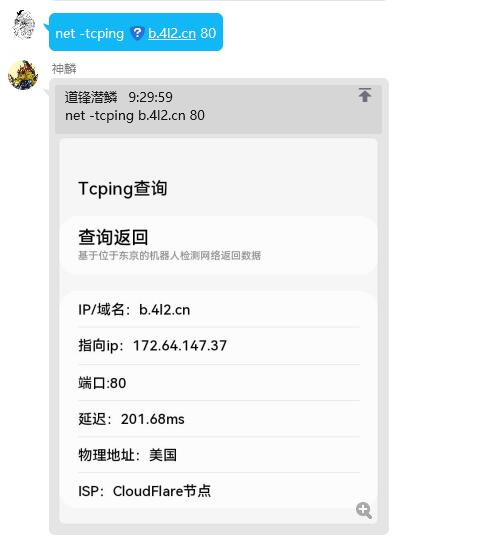 net -tcping b.4l2.cn 80
神麟
道锋潜鳞 9:29:59
net -tcping b.4l2.cn 80
Tcping查询
查询返回
基于位于东京的机器人检测网络返回数据
IP/域名：b.4l2.cn
指向ip：172.64.147.37
端口:80
延迟：201.68ms
物理地址：美国
ISP：CloudFlare节点